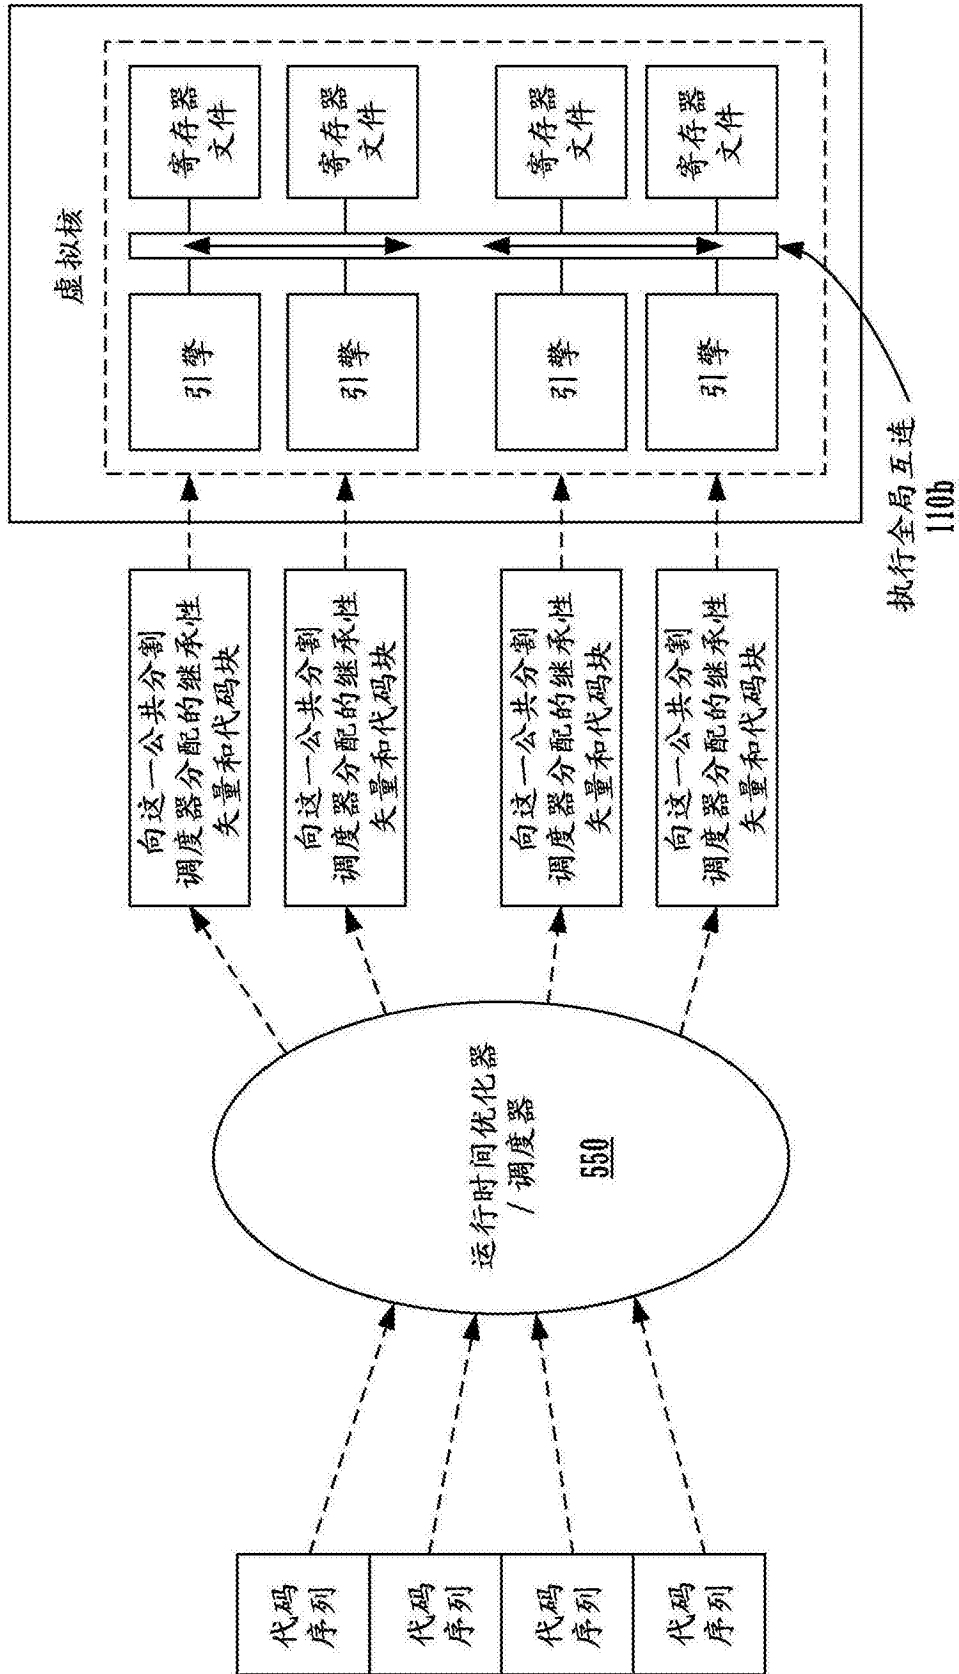 代码
序列
代码
序列
代码
序列
代码
序列
运行时间优化器
/调度器
550
向这一公共分割
调度器分配的继承性
矢量和代码块
向这一公共分割
调度器分配的继承性
矢量和代码块
向这一公共分割
调度器分配的继承性
矢量和代码块
向这一公共分割
调度器分配的继承性
矢量和代码块
虚拟核
引擎
寄存器
文件
引擎
寄存器
文件
引擎
寄存器
文件
引擎
寄存器
文件
执行全局互连
110b